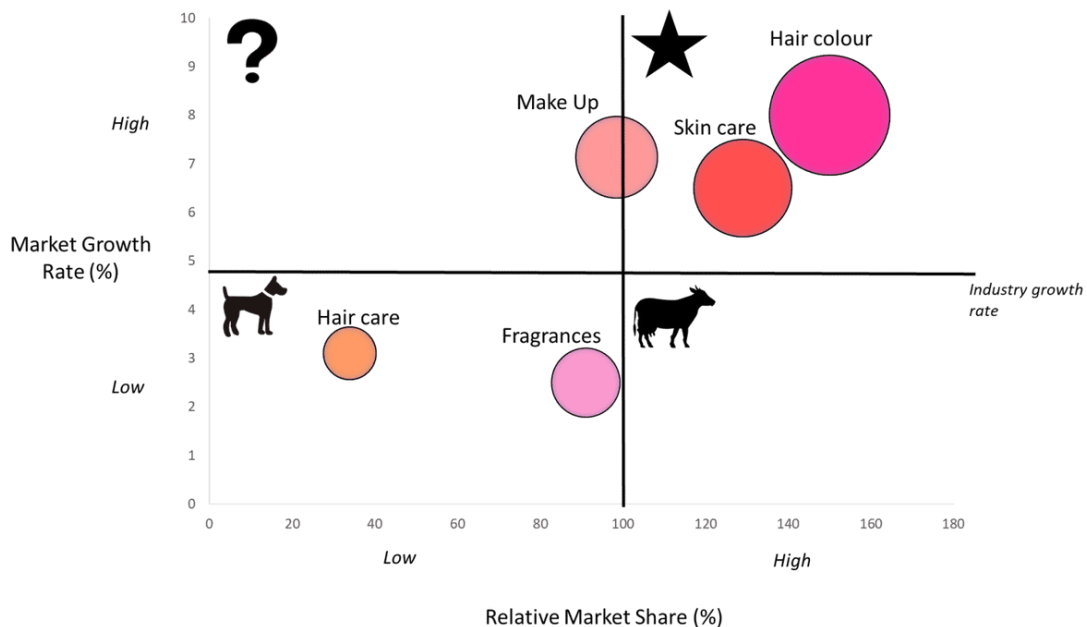 10
9
8
7
6
5
4
3
2
1
0
High
Market Growth
Rate (%)
Low
?
Make Up
Hair colour
Skin care
Hair care
Fragrances
Industry growth
rate
0 20 40 60 80 100 120 140 160 180
Low High
Relative Market Share (%)